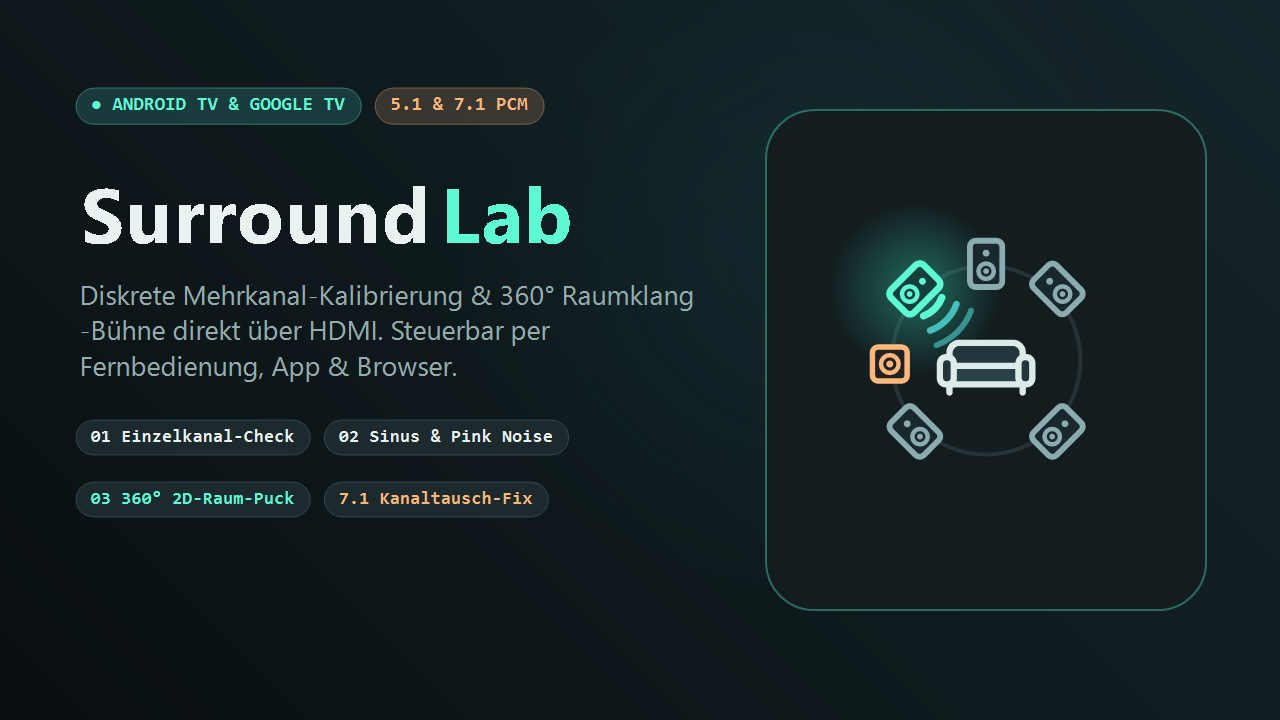 ● ANDROID TV & GOOGLE TV
5.1 & 7.1 PCM
Surround Lab
Diskrete Mehrkanal-Kalibrierung & 360° Raumklang
-Bühne direkt über HDMI. Steuerbar per
Fernbedienung, App & Browser.
01 Einzelkanal-Check
02 Sinus & Pink Noise
03 360° 2D-Raum-Puck
7.1 Kanaltausch-Fix